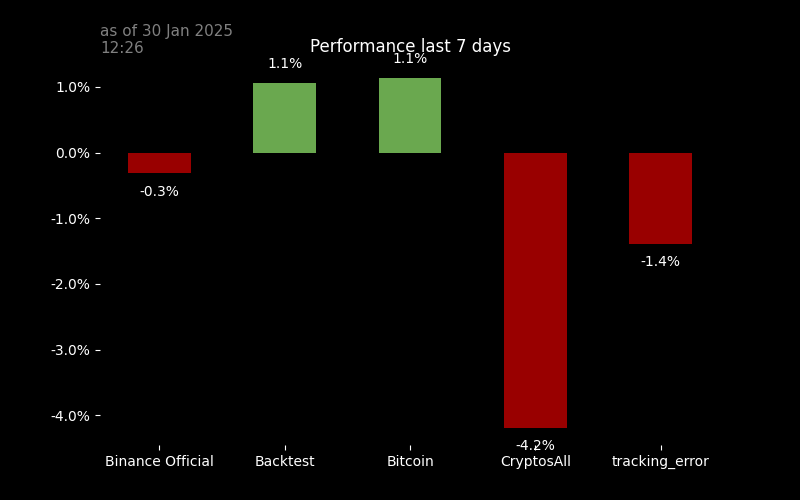 as of 30 Jan 2025
12:26
Performance last 7 days
1.1%
1.1%
1.0%
0.0%
-0.3%
-1.0%
-1.4%
-2.0%
-3.0%
-4.0%
-4.2%
Binance Official
Backtest
Bitcoin
CryptosAll
tracking_error